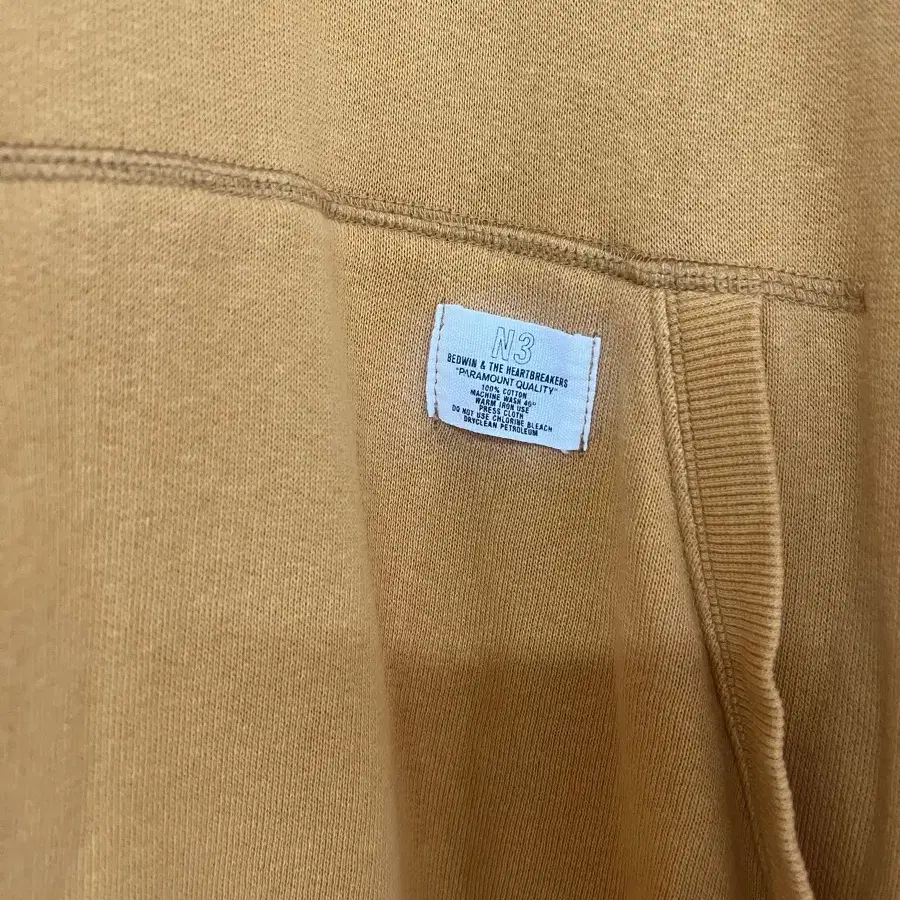 N3
BEDWIN & THE HEARTBREAKERS
"PARAMOUNT QUALITY"
100% COTTON
MACHINE WASH 40°
WARM IRON USE
PRESS CLOTH
DO NOT USE CHLORINE BLEACH
DRYCLEAN PETROLEUM